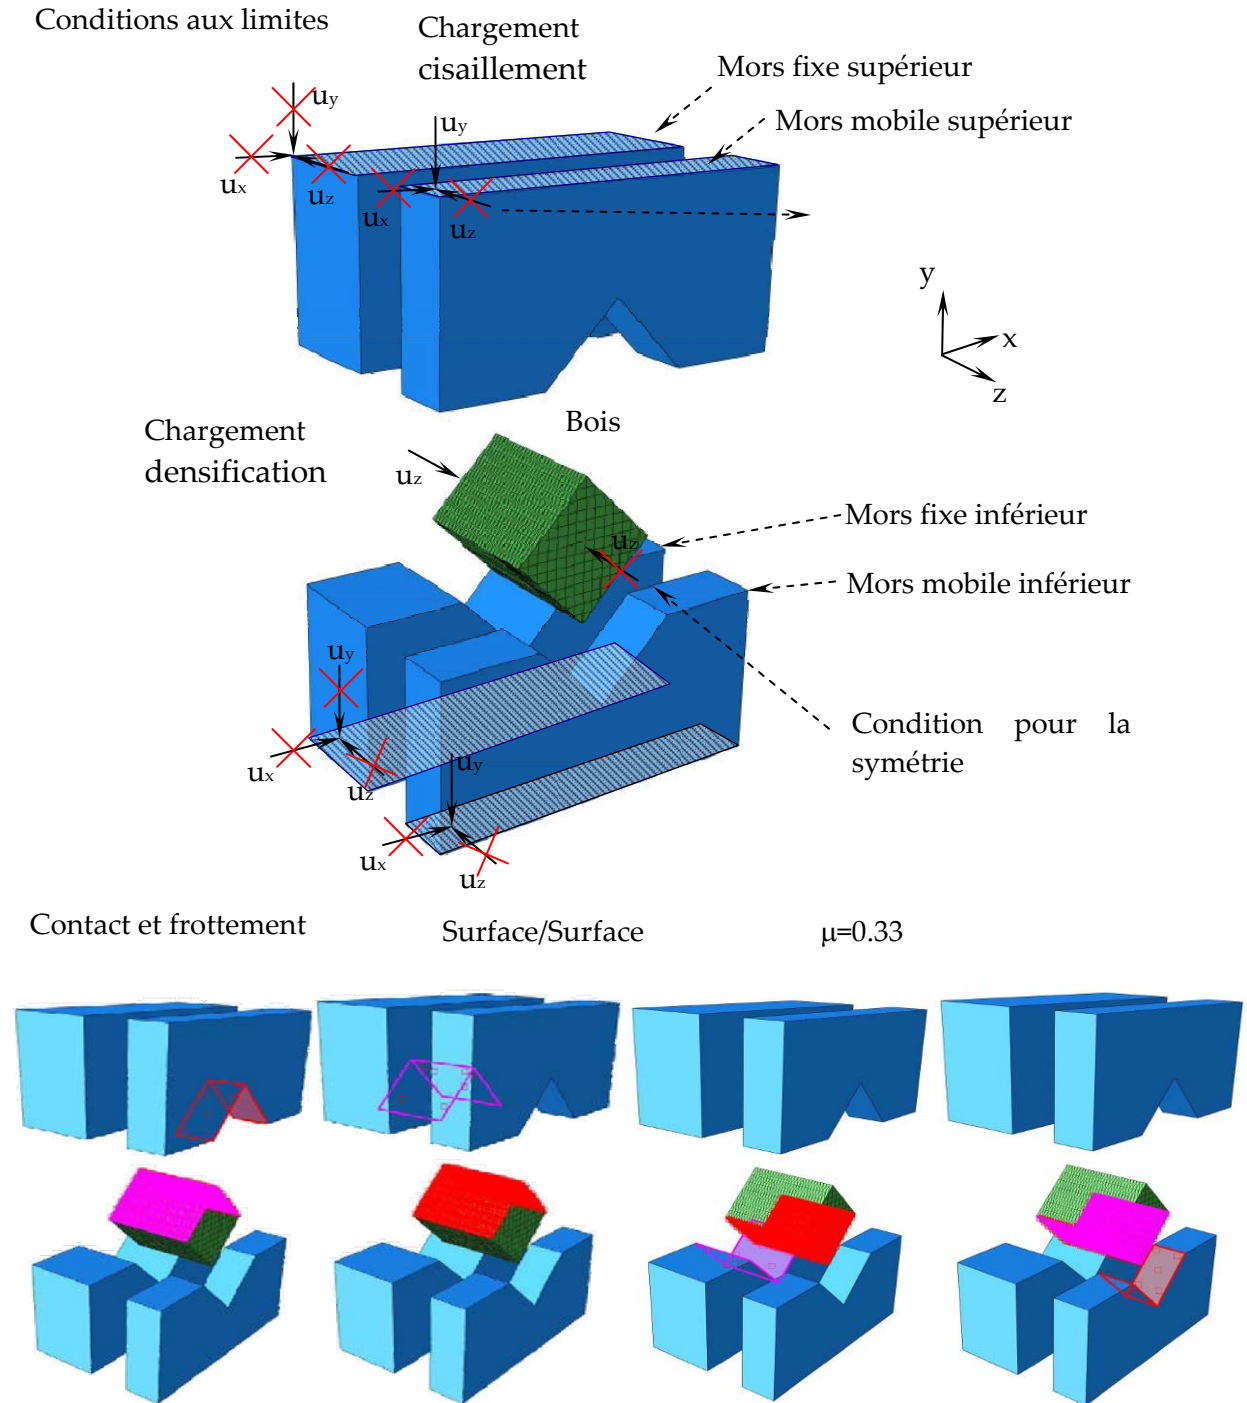 Conditions aux limites
Chargement
cisaillement
Mors fixe supérieur
Mors mobile supérieur
uy
uy
ux
uz
ux
uz
y
x
z
Chargement
densification
Bois
uz
uz
Mors fixe inférieur
Mors mobile inférieur
uy
ux
uz
uy
ux
uz
Condition pour la
symétrie
Contact et frottement
Surface/Surface
μ=0.33